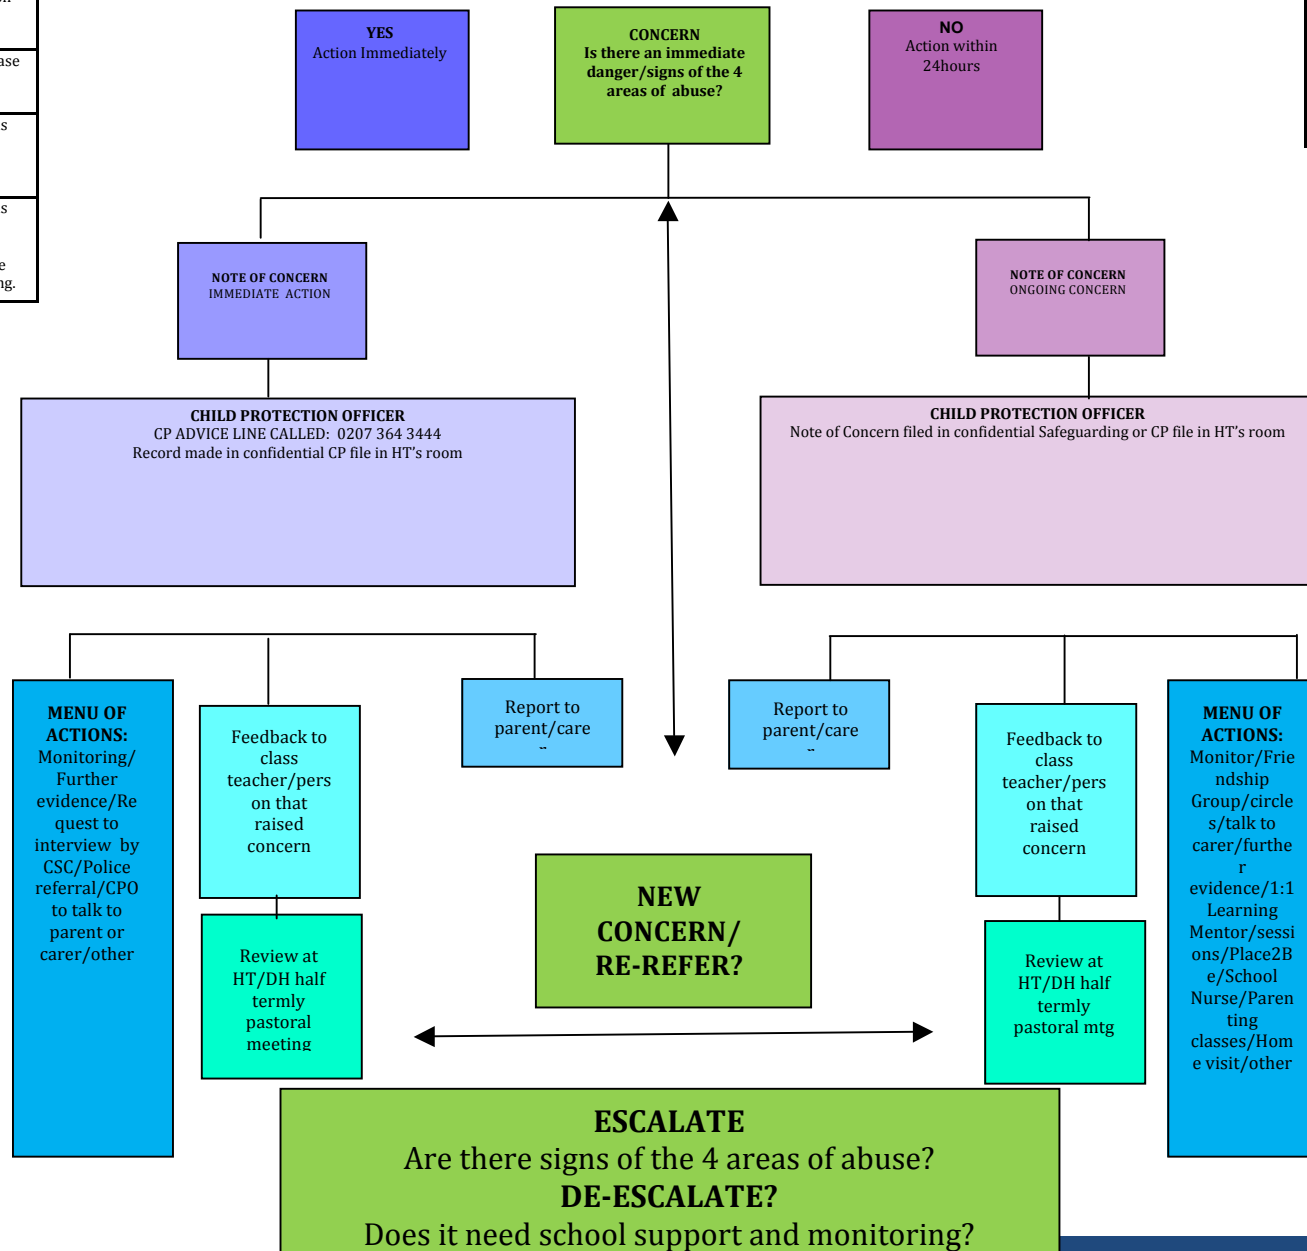 ase
s
s
e
ng.
YES
Action Immediately
CONCERN
Is there an immediate
danger/signs of the 4
areas of abuse?
NO
Action within
24hours
NOTE OF CONCERN
IMMEDIATE ACTION
NOTE OF CONCERN
ONGOING CONCERN
CHILD PROTECTION OFFICER
CP ADVICE LINE CALLED: 0207 364 3444
Record made in confidential CP file in HT's room
CHILD PROTECTION OFFICER
Note of Concern filed in confidential Safeguarding or CP file in HT's room
MENU OF
ACTIONS:
Monitoring/
Further
evidence/Re
quest to
interview by
CSC/Police
referral/CPO
to talk to
parent or
carer/other
Feedback to
class
teacher/pers
on that
raised
concern
Review at
HT/DH half
termly
pastoral
meeting
Report to
parent/care
r
Report to
parent/care
r
Feedback to
class
teacher/pers
on that
raised
concern
Review at
HT/DH half
termly
pastoral mtg
MENU OF
ACTIONS:
Monitor/Frie
ndship
Group/circle
s/talk to
carer/furthe
r
evidence/1:1
Learning
Mentor/sessi
ons/Place2B
e/School
Nurse/Paren
ting
classes/Hom
e visit/other
NEW
CONCERN/
RE-REFER?
ESCALATE
Are there signs of the 4 areas of abuse?
DE-ESCALATE?
Does it need school support and monitoring?